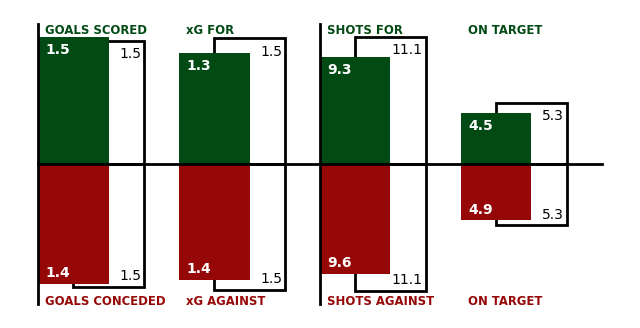 GOALS SCORED xG FOR SHOTS FOR ON TARGET
1.5 1.5 1.3 1.5 9.3 11.1 4.5 5.3
1.4 1.5 1.4 1.5 9.6 11.1 4.9 5.3
GOALS CONCEDED xG AGAINST SHOTS AGAINST ON TARGET